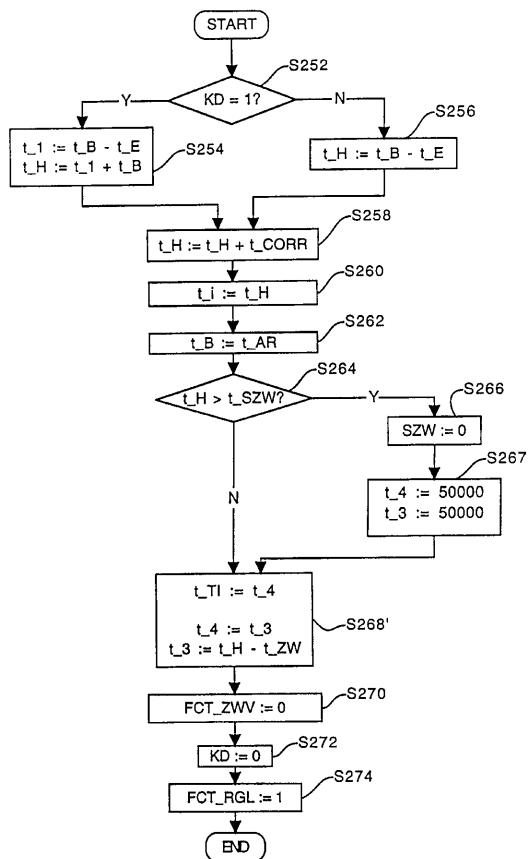 START
S252
KD = 1?
Y
N
S256
t_1 := t_B - t_E
t_H := t_1 + t_B
S254
t_H := t_B - t_E
S258
t_H := t_H + t_CORR
S260
t_i := t_H
S262
t_B := t_AR
S264
t_H > t_SZW?
Y
S266
SZW := 0
S267
t_4 := 50000
t_3 := 50000
N
t_TI := t_4
t_4 := t_3
t_3 := t_H - t_ZW
S268'
S270
FCT_ZWV := 0
S272
KD := 0
S274
FCT_RGL := 1
END